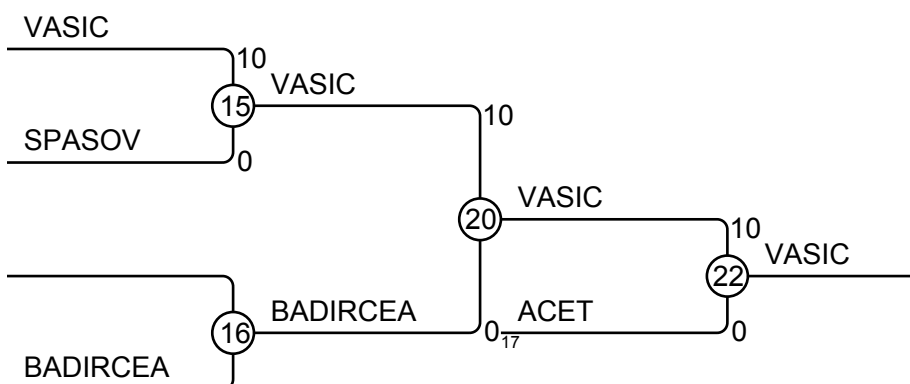 VASIC
10
15
VASIC
SPASOV
0
10
20
VASIC
10
22
VASIC
16
BADIRCEA
0
17
ACET
0
BADIRCEA